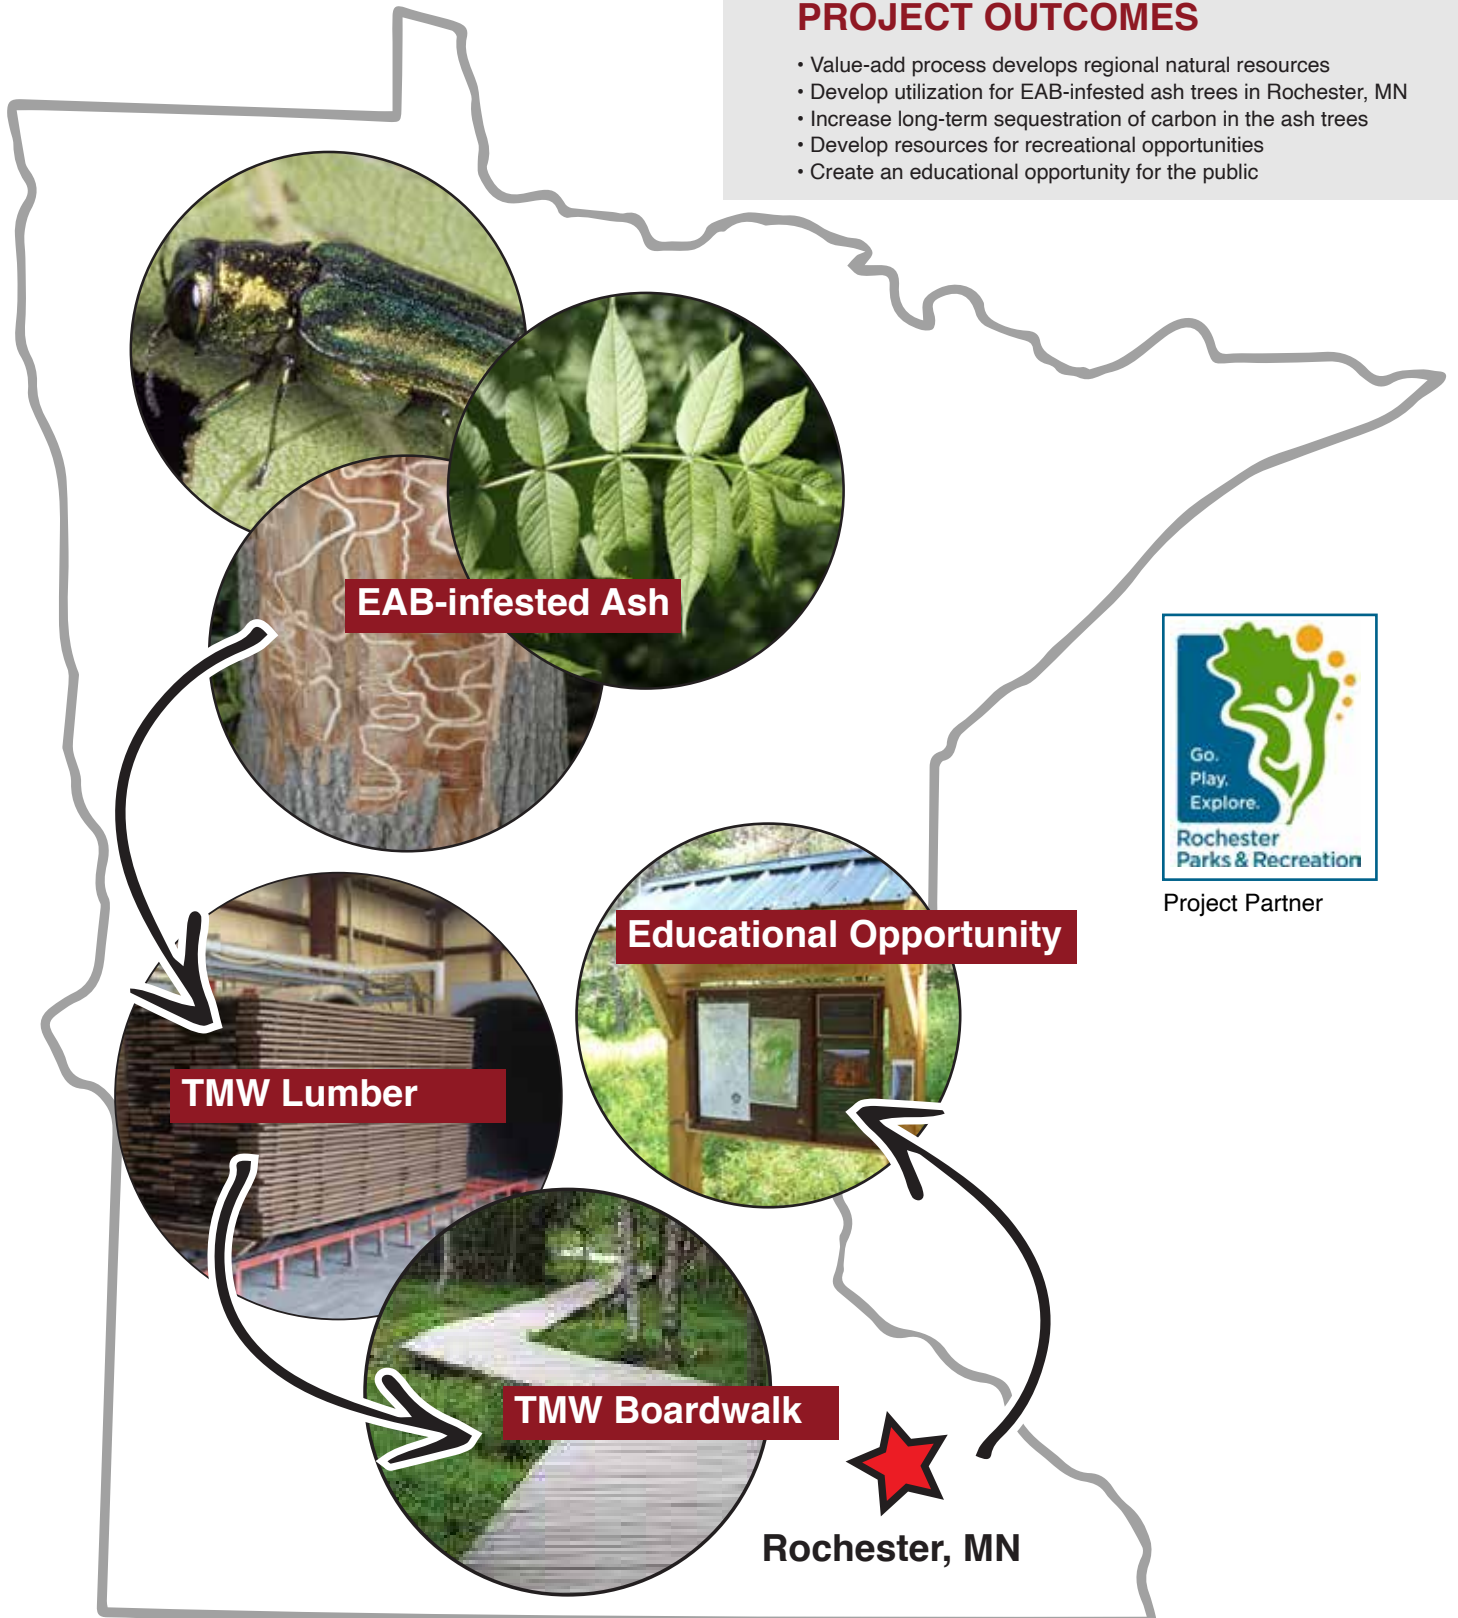 PROJECT OUTCOMES
• Value-add process develops regional natural resources
• Develop utilization for EAB-infested ash trees in Rochester, MN
• Increase long-term sequestration of carbon in the ash trees
• Develop resources for recreational opportunities
• Create an educational opportunity for the public
EAB-infested Ash
Go.
Play.
Explore.
Rochester
Parks & Recreation
Project Partner
Educational Opportunity
TMW Lumber
TMW Boardwalk
Rochester, MN